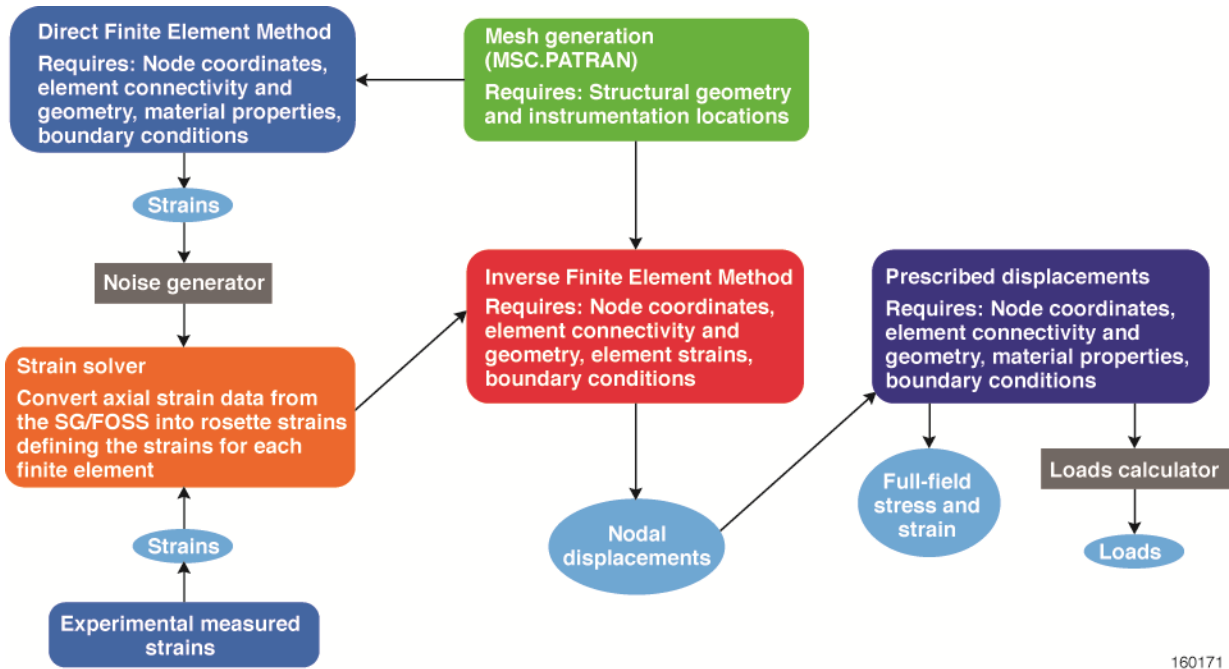 Direct Finite Element Method
Requires: Node coordinates,
element connectivity and
geometry, material properties,
boundary conditions
Mesh generation
(MSC.PATRAN)
Requires: Structural geometry
and instrumentation locations
Strains
Noise generator
Strain solver
Convert axial strain data from
the SG/FOSS into rosette strains
defining the strains for each
finite element
Strains
Experimental measured
strains
Inverse Finite Element Method
Requires: Node coordinates,
element connectivity and
geometry, element strains,
boundary conditions
Nodal
displacements
Prescribed displacements
Requires: Node coordinates,
element connectivity and
geometry, material properties,
boundary conditions
Full-field
stress and
strain
Loads calculator
Loads
160171